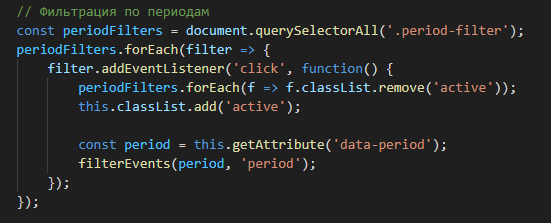 // Фильтрация по периодам
const periodFilters = document.querySelectorAll('.period-filter');
periodFilters.forEach(filter => {
    filter.addEventListener('click', function() {
        periodFilters.forEach(f => f.classList.remove('active'));
        this.classList.add('active');

        const period = this.getAttribute('data-period');
        filterEvents(period, 'period');
    });
});